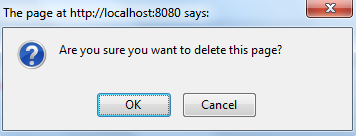 The page at http://localhost:8080 says:
Are you sure you want to delete this page?
OK
Cancel